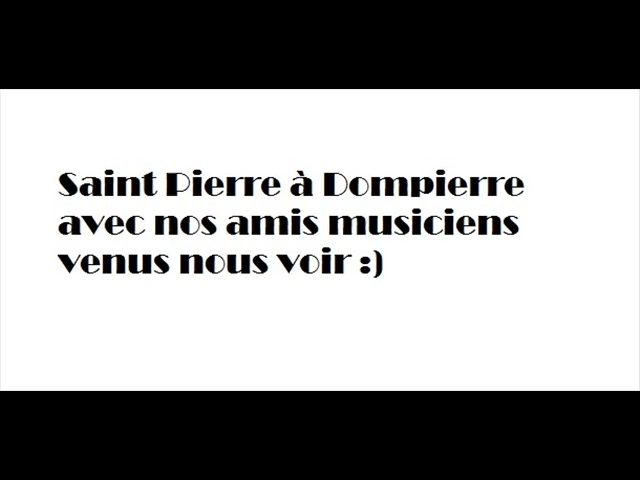 Saint Pierre à Dompierre
avec nos amis musiciens
venus nous voir :)